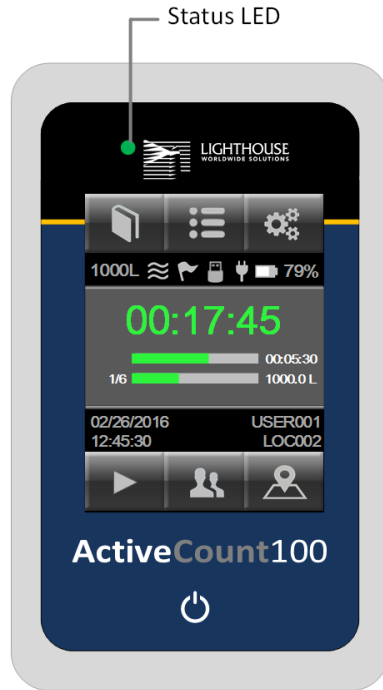 Status LED
LIGHTHOUSE
WORLDWIDE SOLUTIONS
1000L 79%
00:17:45
00:05:30
1/6 1000.0 L
02/26/2016 USER001
12:45:30 LOC002
ActiveCount100